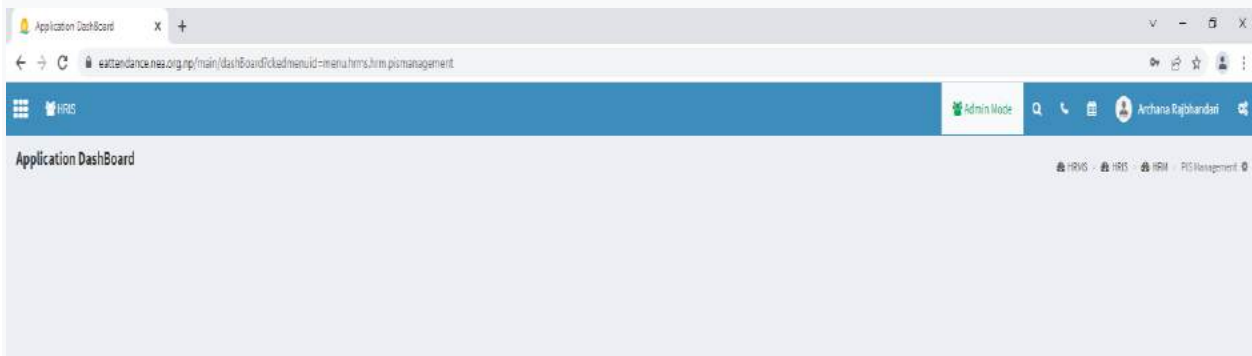 Application DashBoard
eattendance.nea.org.np/main/dashBoard?ckedmenuid=menu.hrms.hrm.pismanagement
HRIS
Admin Mode
Archana Rajbhandari
Application DashBoard
HRMS HRIS HRM PIS Management